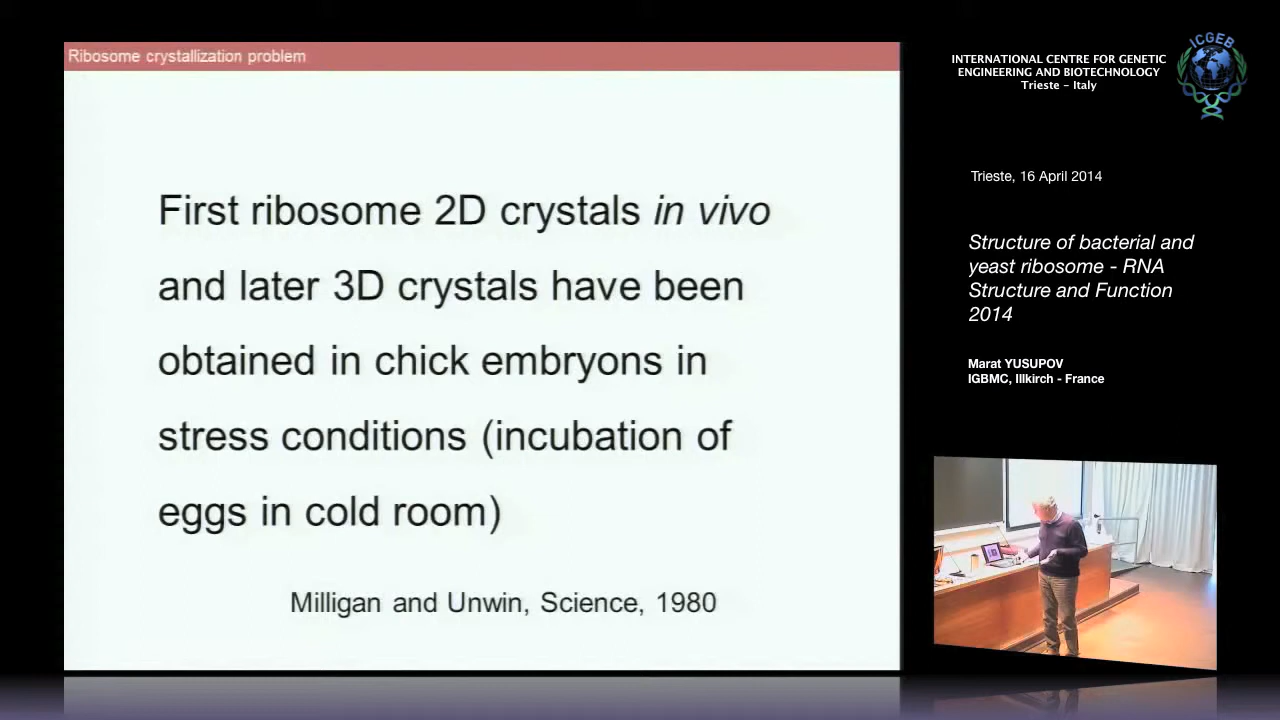 Ribosome crystallization problem
First ribosome 2D crystals in vivo
and later 3D crystals have been
obtained in chick embryons in
stress conditions (incubation of
eggs in cold room)
Milligan and Unwin, Science, 1980
INTERNATIONAL CENTRE FOR GENETIC
ENGINEERING AND BIOTECHNOLOGY
Trieste - Italy
ICGEB
Trieste, 16 April 2014
Structure of bacterial and
yeast ribosome - RNA
Structure and Function
2014
Marat YUSUPOV
IGBMC, Illkirch - France